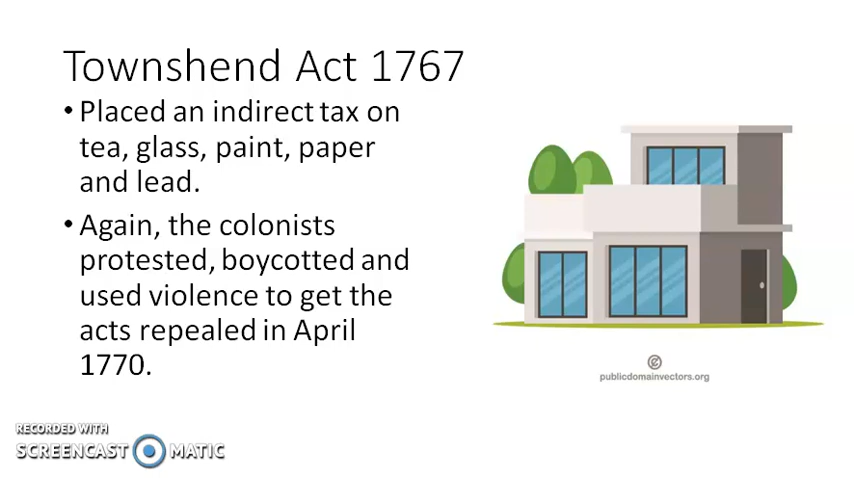 Townshend Act 1767
• Placed an indirect tax on
tea, glass, paint, paper
and lead.
• Again, the colonists
protested, boycotted and
used violence to get the
acts repealed in April
1770.
publicdomainvectors.org
RECORDED WITH
SCREENCAST MATIC